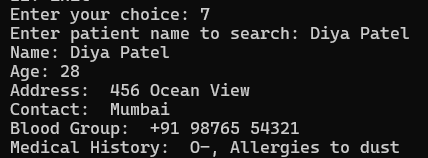 Enter your choice: 7
Enter patient name to search: Diya Patel
Name: Diya Patel
Age: 28
Address:  456 Ocean View
Contact:  Mumbai
Blood Group:  +91 98765 54321
Medical History:  O-, Allergies to dust